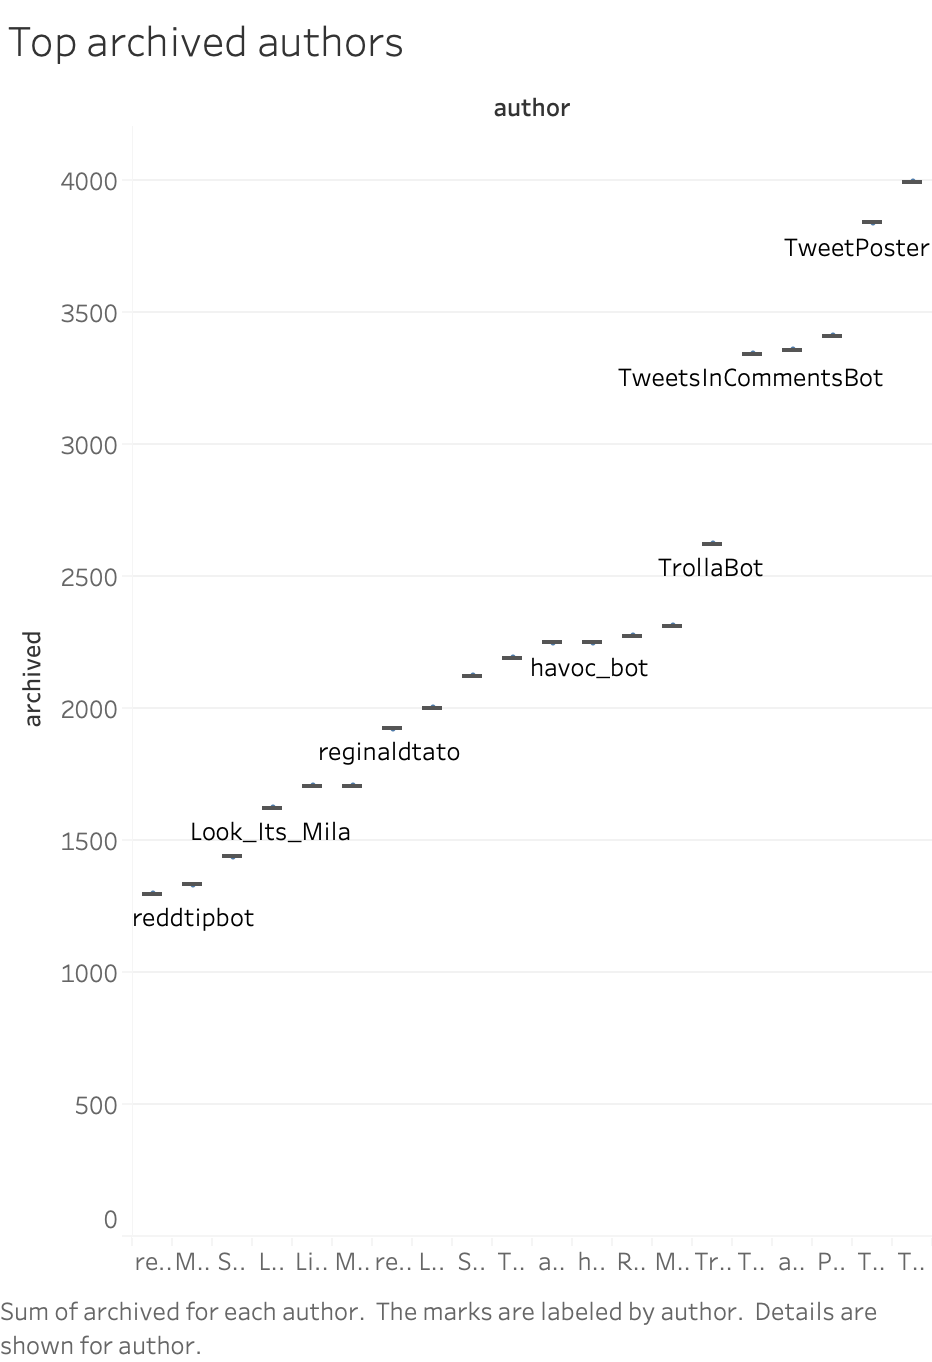 Top archived authors
author
4000
TweetPoster
3500
TweetsInCommentsBot
3000
TrollaBot
2500
havoc_bot
archived
2000
reginaldtato
Look_Its_Mila
1500
reddtipbot
1000
500
0
re.. M.. S.. L.. Li.. M.. re.. L.. S.. T.. a.. h.. R.. M.. Tr.. T.. a.. P.. T.. T..
Sum of archived for each author. The marks are labeled by author. Details are
shown for author.